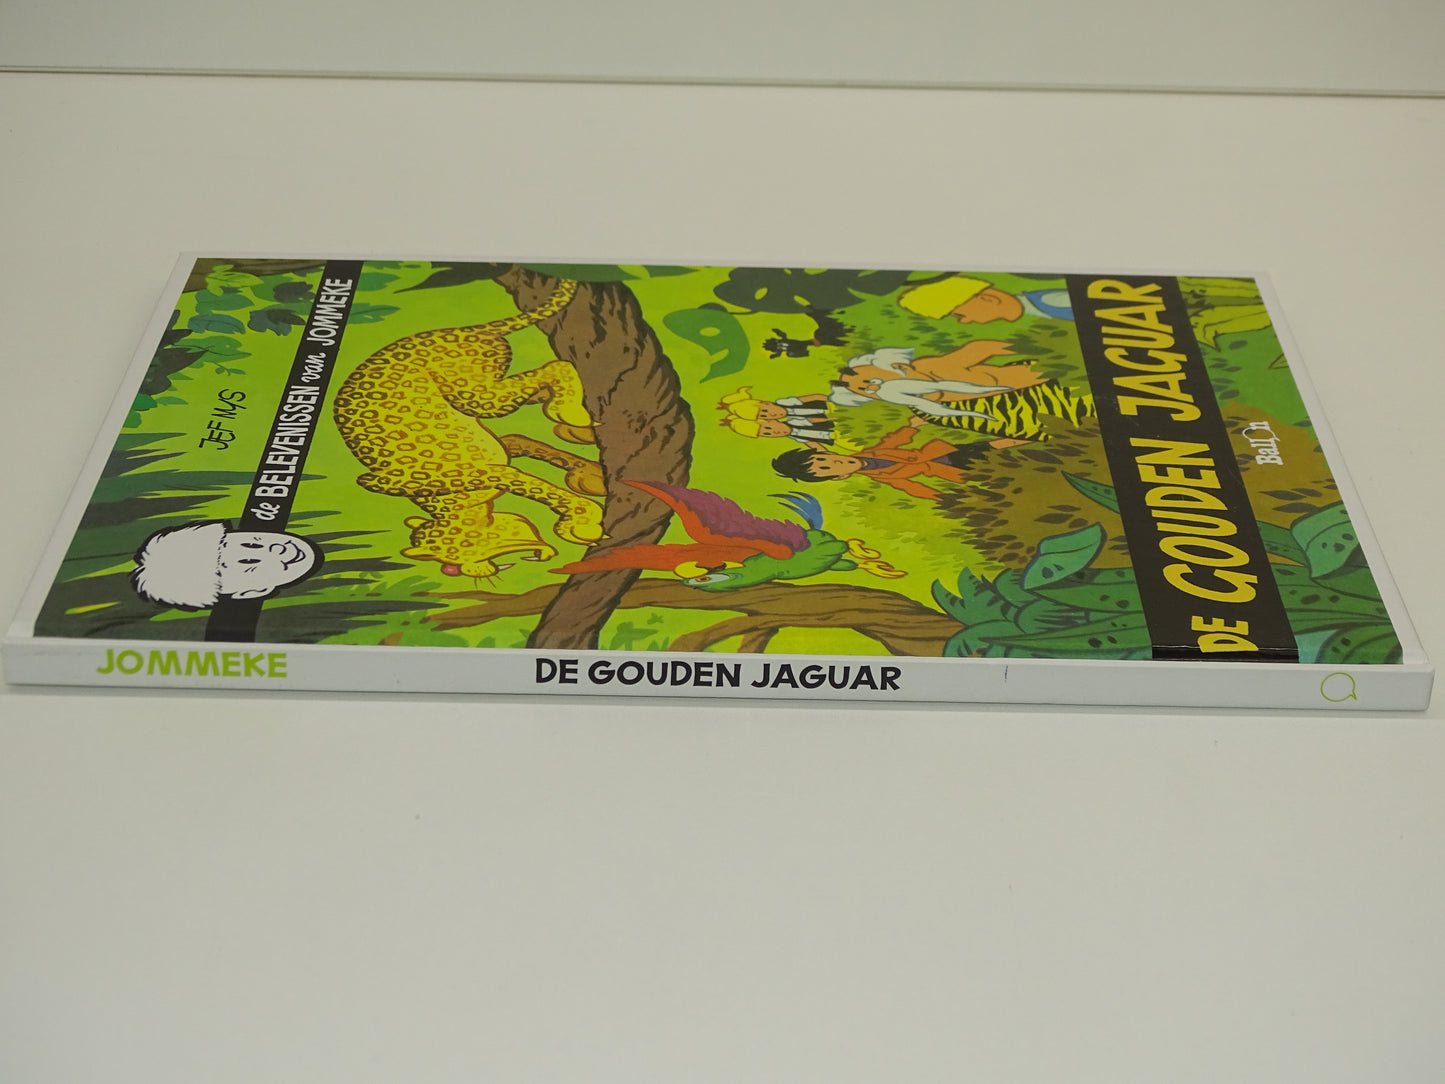 JEF NYS
de BELEVENISSEN van JOMMEKE
DE GOUDEN JAGUAR
Ballon
JOMMEKE DE GOUDEN JAGUAR